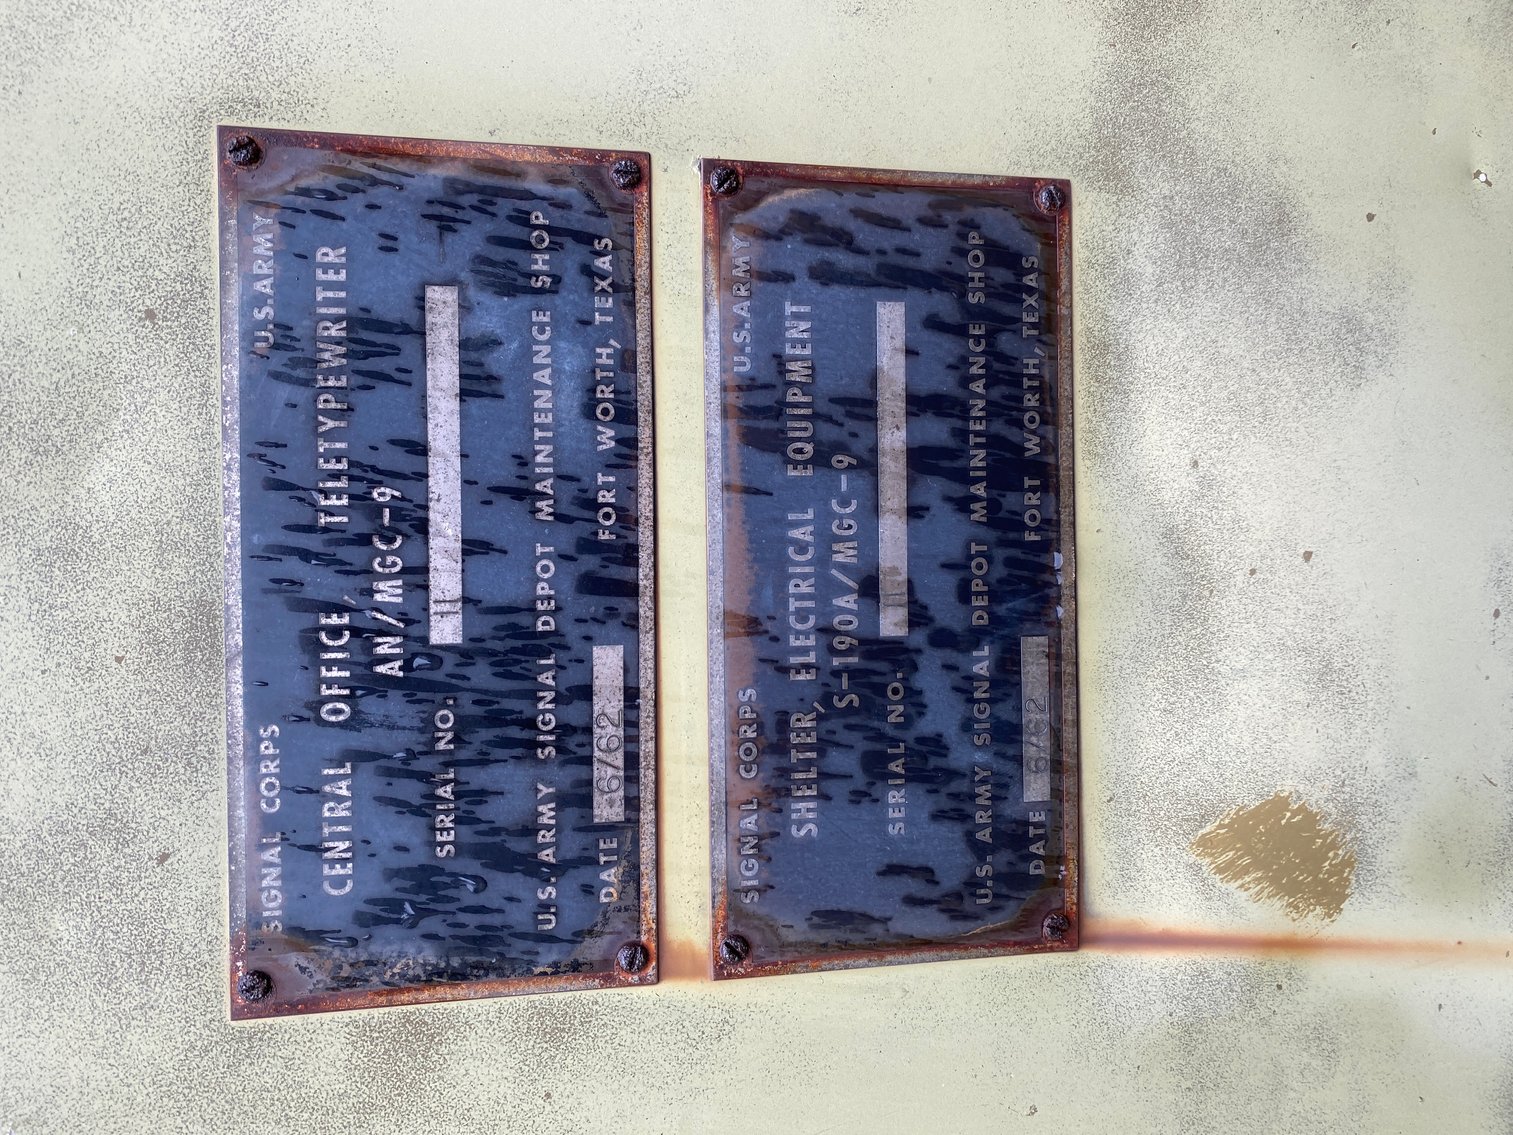 SIGNAL CORPS U.S. ARMY
CENTRAL OFFICE, TELETYPEWRITER
AN/MGC-9
SERIAL NO. 11
U.S. ARMY SIGNAL DEPOT MAINTENANCE SHOP
DATE 6/62 FORT WORTH, TEXAS
SIGNAL CORPS U.S. ARMY
SHELTER, ELECTRICAL EQUIPMENT
S-190A/MGC-9
SERIAL NO. 11
U.S. ARMY SIGNAL DEPOT MAINTENANCE SHOP
DATE 6/62 FORT WORTH, TEXAS